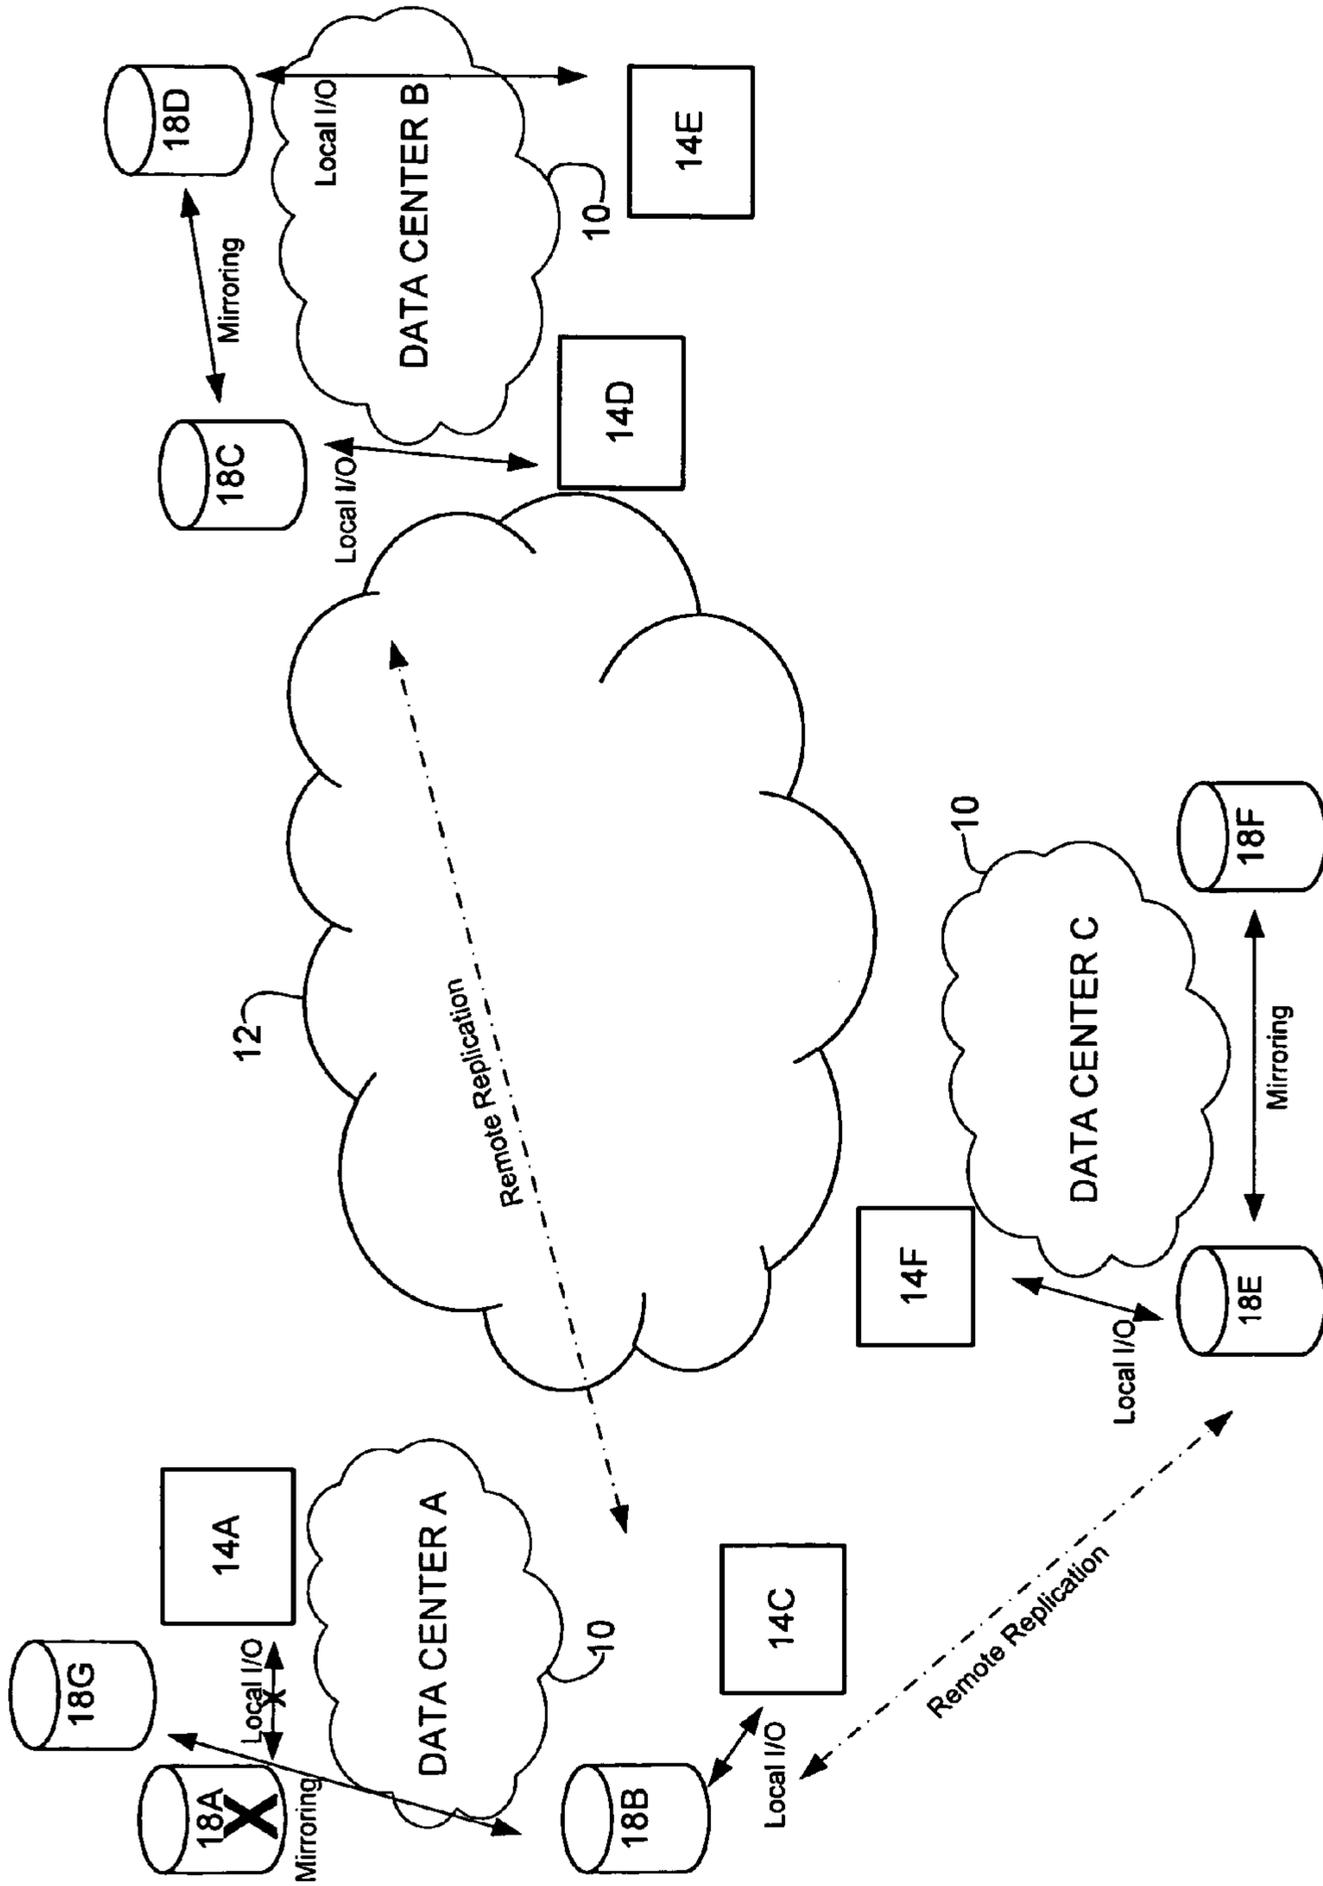 18G
18A
X
Local I/O
X
14A
Mirroring
DATA CENTER A
10
18B
Local I/O
14C
Remote Replication
12
Remote Replication
18C
Mirroring
18D
Local I/O
Local I/O
DATA CENTER B
10
14D
14E
14F
Local I/O
10
DATA CENTER C
18E
Mirroring
18F